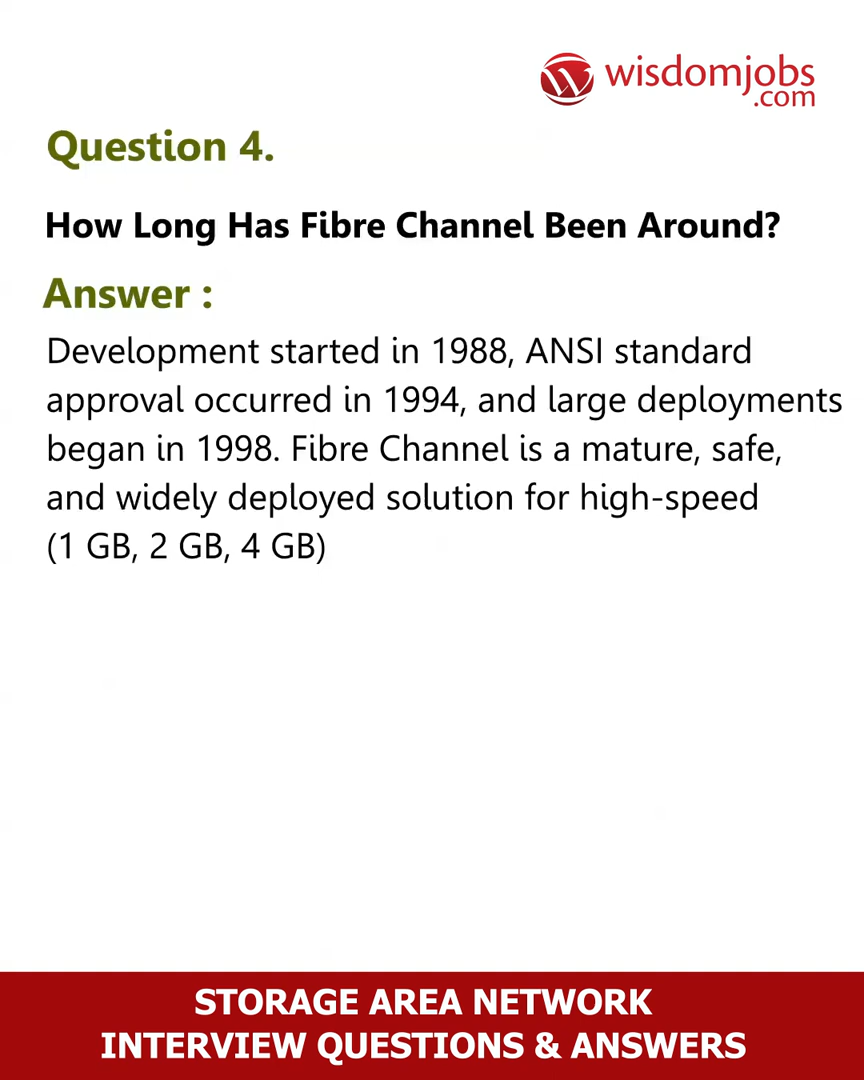 wisdomjobs
.com
Question 4.
How Long Has Fibre Channel Been Around?
Answer :
Development started in 1988, ANSI standard
approval occurred in 1994, and large deployments
began in 1998. Fibre Channel is a mature, safe,
and widely deployed solution for high-speed
(1 GB, 2 GB, 4 GB)
STORAGE AREA NETWORK
INTERVIEW QUESTIONS & ANSWERS